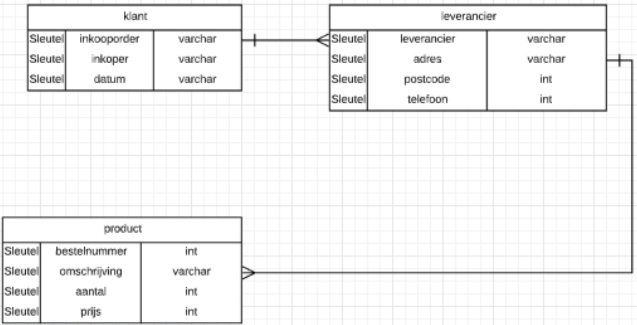 klant
Sleutel inkooporder varchar
Sleutel inkoper varchar
Sleutel datum varchar
leverancier
Sleutel leverancier varchar
Sleutel adres varchar
Sleutel postcode int
Sleutel telefoon int
product
Sleutel bestelnummer int
Sleutel omschrijving varchar
Sleutel aantal int
Sleutel prijs int